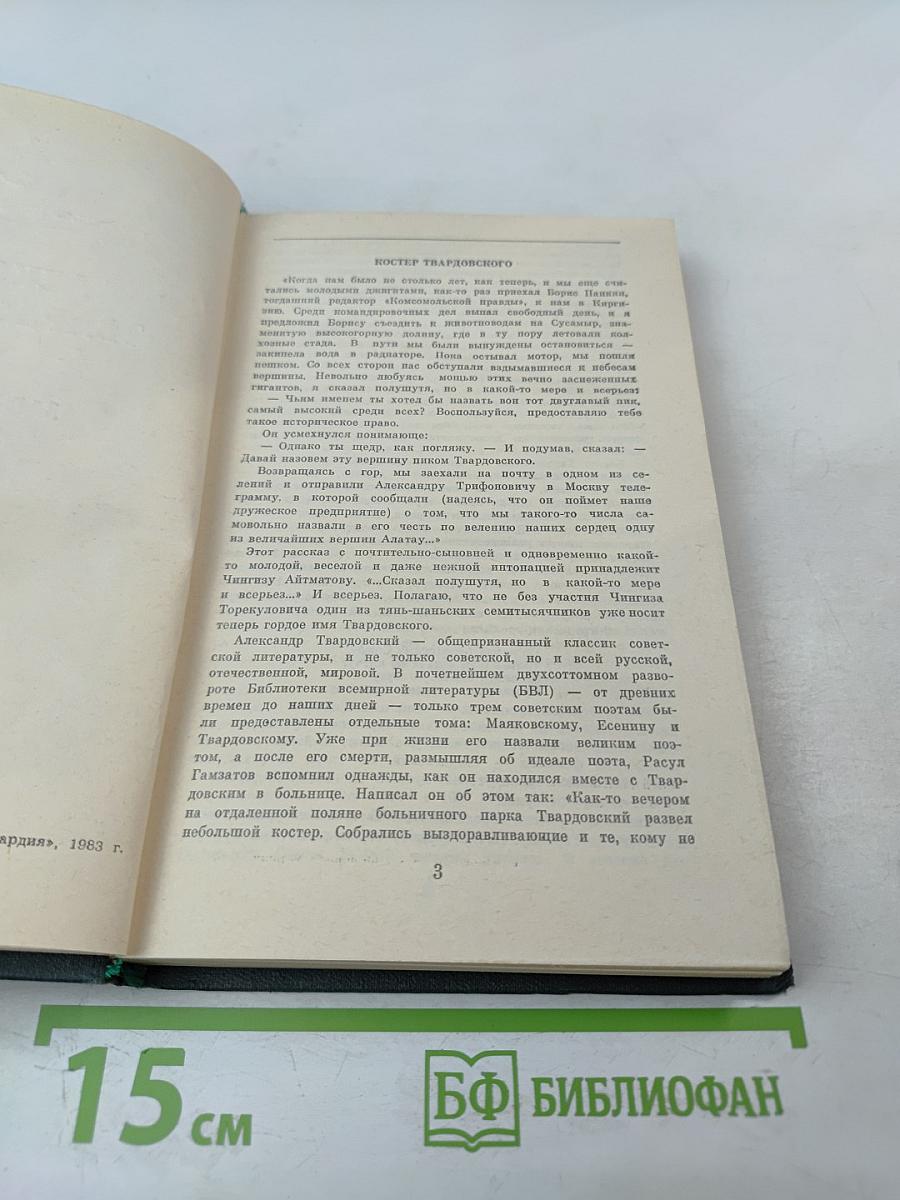 КОСТЕР ТВАРДОВСКОГО
«Когда нам было не столько лет, как теперь, и мы еще счи-
тались молодыми джигитами, как-то раз приехал Борис Панкин,
тогдашний редактор «Комсомольской правды», к нам в Кирги-
зию. Среди командировочных дел выпал свободный день, и я
предложил Борису съездить к животноводам на Сусамыр, зна-
менитую высокогорную долину, где в ту пору летовали кол-
хозные стада. В пути мы были вынуждены остановиться —
закипела вода в радиаторе. Пока остывал мотор, мы пошли
пешком. Со всех сторон нас обступали вздымавшиеся к небесам
вершины. Невольно любуясь мощью этих вечно заснеженных
гигантов, я сказал полушутя, но в какой-то мере и всерьез:
— Чьим именем ты хотел бы назвать вон тот двуглавый пик,
самый высокий среди всех? Воспользуйся, предоставляю тебе
такое историческое право.
Он усмехнулся понимающе:
— Однако ты щедр, как погляжу. — И подумав, сказал: —
Давай назовем эту вершину пиком Твардовского.
Возвращаясь с гор, мы заехали на почту в одном из се-
лений и отправили Александру Трифоновичу в Москву теле-
грамму, в которой сообщали (надеясь, что он поймет наше
дружеское предприятие) о том, что мы такого-то числа са-
мовольно назвали в его честь по велению наших сердец одну
из величайших вершин Алатау...»
Этот рассказ с почтительно-сыновней и одновременно какой-
то молодой, веселой и даже нежной интонацией принадлежит
Чингизу Айтматову. «...Сказал полушутя, но в какой-то мере
и всерьез...» И всерьез. Полагаю, что не без участия Чингиза
Торекуловича один из тянь-шаньских семитысячников уже носит
теперь гордое имя Твардовского.
Александр Твардовский — общепризнанный классик совет-
ской литературы, и не только советской, но и всей русской,
отечественной, мировой. В почетнейшем двухсоттомном разво-
роте Библиотеки всемирной литературы (БВЛ) — от древних
времен до наших дней — только трем советским поэтам бы-
ли предоставлены отдельные тома: Маяковскому, Есенину и
Твардовскому. Уже при жизни его назвали великим поэ-
том, а после его смерти, размышляя об идеале поэта, Расул
Гамзатов вспомнил однажды, как он находился вместе с Твар-
довским в больнице. Написал он об этом так: «Как-то вечером
на отдаленной поляне больничного парка Твардовский развел
небольшой костер. Собрались выздоравливающие и те, кому не
3
ардия», 1983 г.
15 см
БФ БИБЛИОФАН